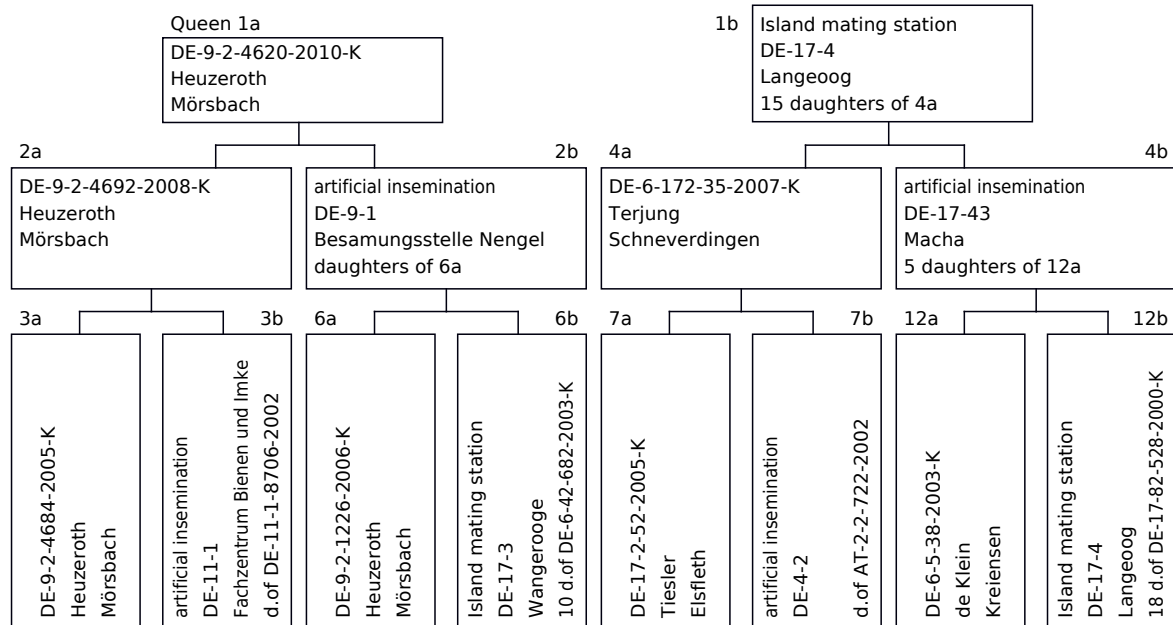 Queen 1a
DE-9-2-4620-2010-K
Heuzeroth
Mörsbach
1b
Island mating station
DE-17-4
Langeoog
15 daughters of 4a
2a
DE-9-2-4692-2008-K
Heuzeroth
Mörsbach
2b
artificial insemination
DE-9-1
Besamungsstelle Nengel
daughters of 6a
4a
DE-6-172-35-2007-K
Terjung
Schneverdingen
4b
artificial insemination
DE-17-43
Macha
5 daughters of 12a
3a
DE-9-2-4684-2005-K
Heuzeroth
Mörsbach
3b
artificial insemination
DE-11-1
Fachzentrum Bienen und Imke
d.of DE-11-1-8706-2002
6a
DE-9-2-1226-2006-K
Heuzeroth
Mörsbach
6b
Island mating station
DE-17-3
Wangerooge
10 d.of DE-6-42-682-2003-K
7a
DE-17-2-52-2005-K
Tiesler
Elsfleth
7b
artificial insemination
DE-4-2
d.of AT-2-2-722-2002
12a
DE-6-5-38-2003-K
de Klein
Kreiensen
12b
Island mating station
DE-17-4
Langeoog
18 d.of DE-17-82-528-2000-K